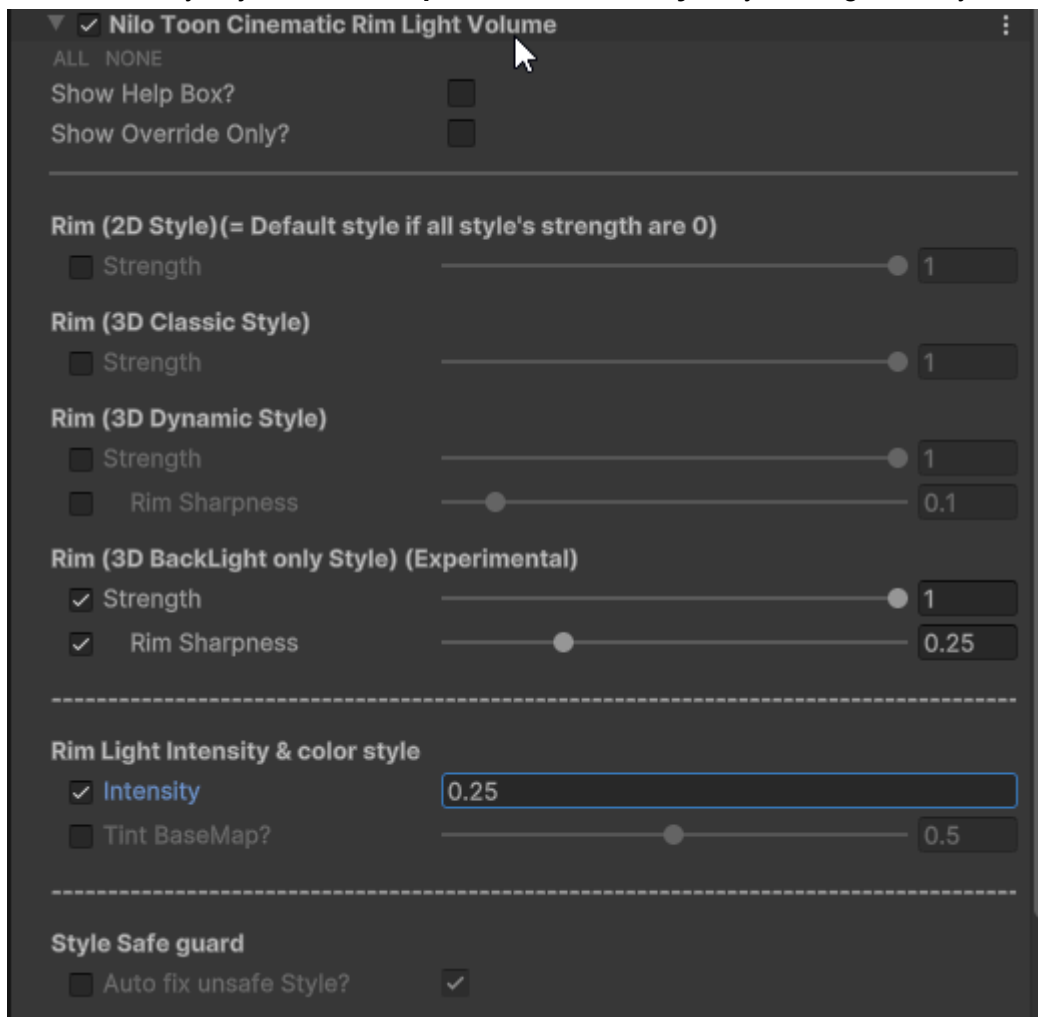 Nilo Toon Cinematic Rim Light Volume
ALL NONE
Show Help Box?
Show Override Only?
Rim (2D Style)(= Default style if all style's strength are 0)
Strength 1
Rim (3D Classic Style)
Strength 1
Rim (3D Dynamic Style)
Strength 1
Rim Sharpness 0.1
Rim (3D BackLight only Style) (Experimental)
Strength 1
Rim Sharpness 0.25
Rim Light Intensity & color style
Intensity 0.25
Tint BaseMap? 0.5
Style Safe guard
Auto fix unsafe Style?